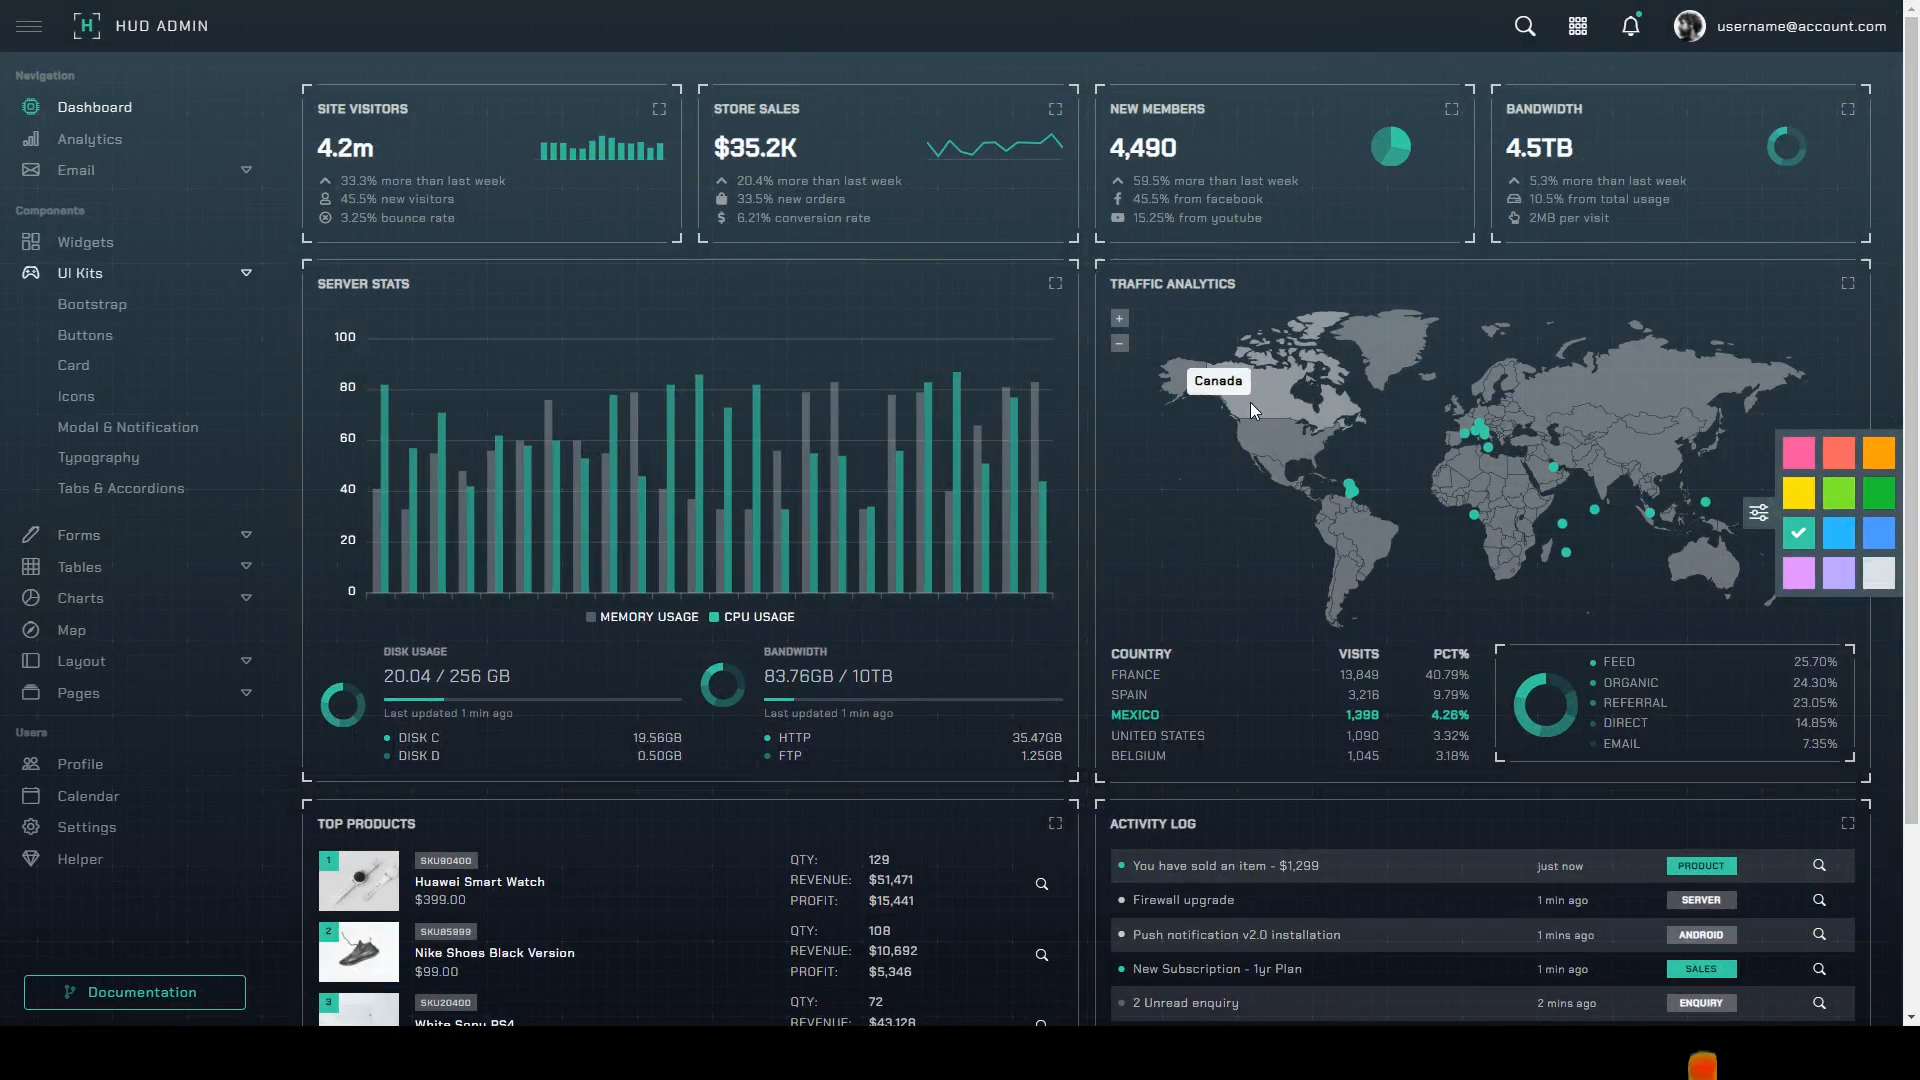 H HUD ADMIN
username@account.com
Navigation
Dashboard
Analytics
Email
Components
Widgets
UI Kits
Bootstrap
Buttons
Card
Icons
Modal & Notification
Typography
Tabs & Accordions
Forms
Tables
Charts
Map
Layout
Pages
Users
Profile
Calendar
Settings
Helper
Documentation
SITE VISITORS
4.2m
33.3% more than last week
45.5% new visitors
3.25% bounce rate
STORE SALES
$35.2K
20.4% more than last week
33.5% new orders
$ 6.21% conversion rate
NEW MEMBERS
4,490
59.5% more than last week
45.5% from facebook
15.25% from youtube
BANDWIDTH
4.5TB
5.3% more than last week
10.5% from total usage
2MB per visit
SERVER STATS
100
80
60
40
20
0
MEMORY USAGE CPU USAGE
DISK USAGE
20.04 / 256 GB
Last updated 1 min ago
DISK C 19.56GB
DISK D 0.50GB
BANDWIDTH
83.76GB / 10TB
Last updated 1 min ago
HTTP 35.47GB
FTP 1.25GB
TRAFFIC ANALYTICS
+
−
Canada
COUNTRY VISITS PCT%
FRANCE 13,849 40.79%
SPAIN 3,216 9.79%
MEXICO 1,398 4.26%
UNITED STATES 1,090 3.32%
BELGIUM 1,045 3.18%
FEED 25.70%
ORGANIC 24.30%
REFERRAL 23.05%
DIRECT 14.85%
EMAIL 7.35%
TOP PRODUCTS
1
SKU90400
Huawei Smart Watch
$399.00
QTY: 129
REVENUE: $51,471
PROFIT: $15,441
2
SKU85999
Nike Shoes Black Version
$99.00
QTY: 108
REVENUE: $10,692
PROFIT: $5,346
3
SKU20400
White Sony PS4
QTY: 72
REVENUE: $43,128
ACTIVITY LOG
You have sold an item - $1,299 just now PRODUCT
Firewall upgrade 1 min ago SERVER
Push notification v2.0 installation 1 mins ago ANDROID
New Subscription - 1yr Plan 1 min ago SALES
2 Unread enquiry 2 mins ago ENQUIRY